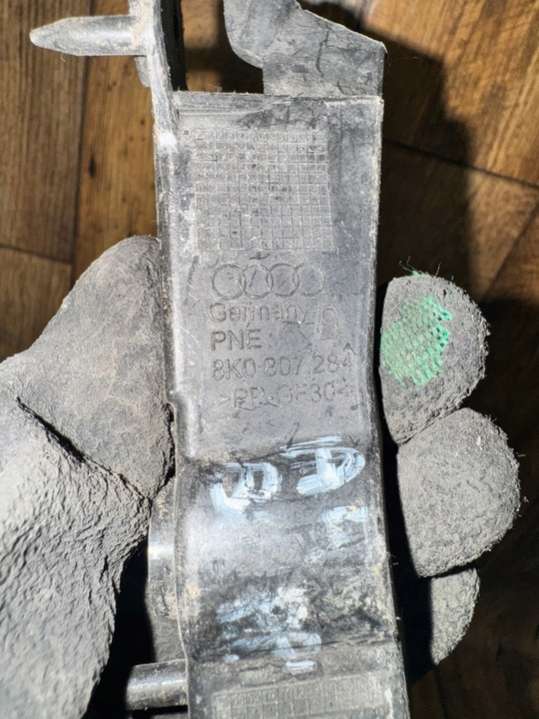 Germany
PNE
8K0 807 284
>PP-GF30<